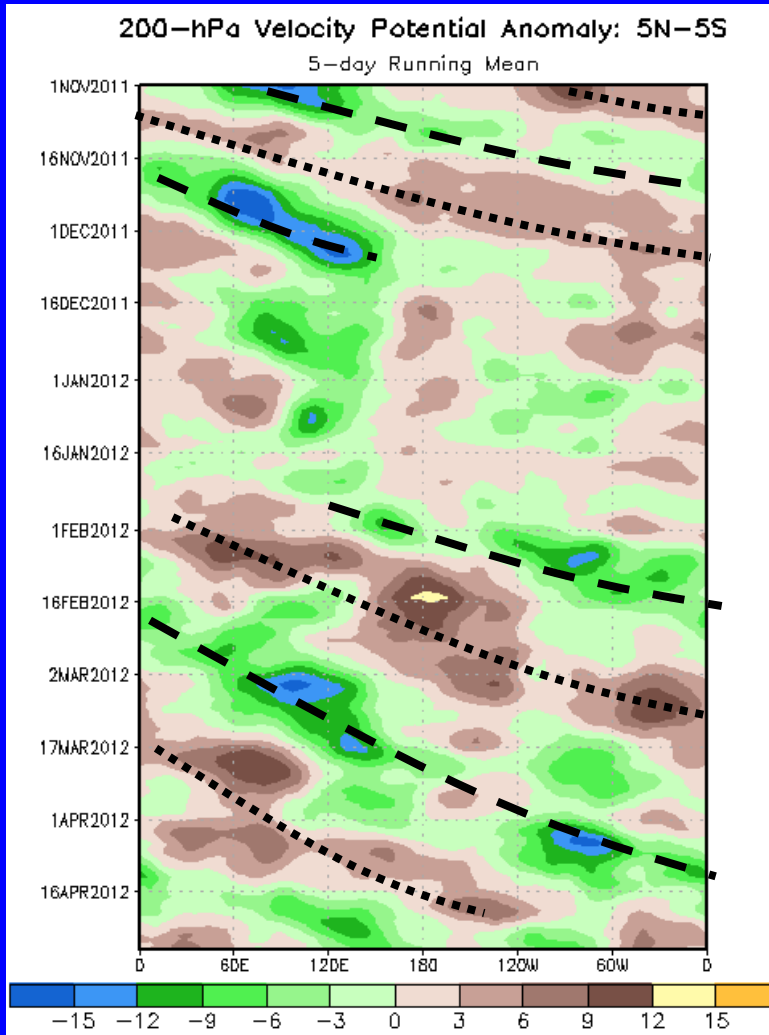 200-hPa Velocity Potential Anomaly: 5N-5S
5-day Running Mean
1NOV2011
16NOV2011
1DEC2011
16DEC2011
1JAN2012
16JAN2012
1FEB2012
16FEB2012
2MAR2012
17MAR2012
1APR2012
16APR2012
0 60E 120E 180 120W 60W 0
-15 -12 -9 -6 -3 0 3 6 9 12 15